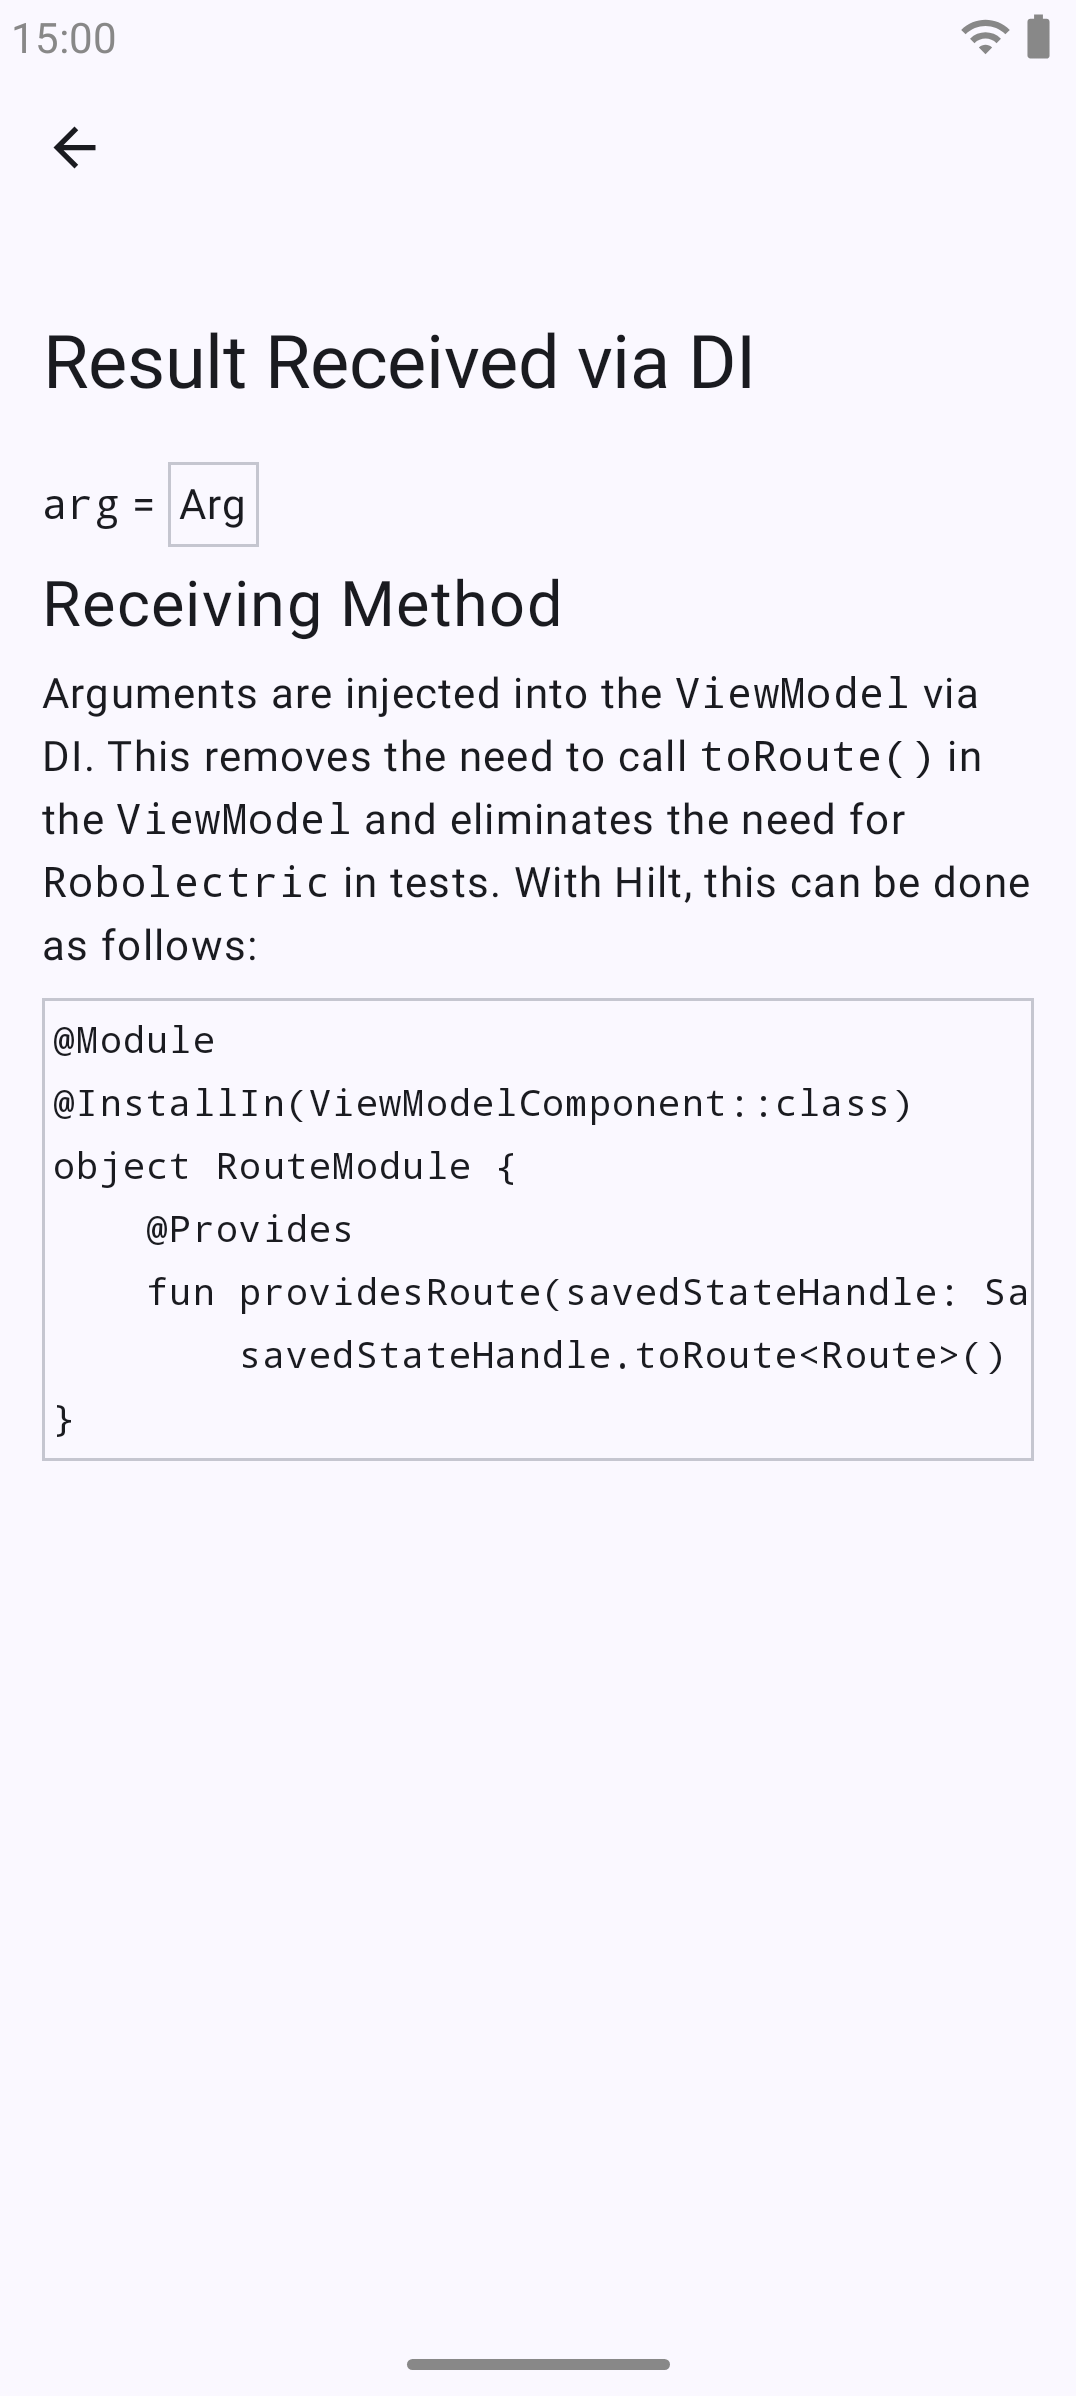 15:00
Result Received via DI
arg = Arg
Receiving Method
Arguments are injected into the ViewModel via
DI. This removes the need to call toRoute() in
the ViewModel and eliminates the need for
Robolectric in tests. With Hilt, this can be done
as follows:
@Module
@InstallIn(ViewModelComponent::class)
object RouteModule {
    @Provides
    fun providesRoute(savedStateHandle: Sa
        savedStateHandle.toRoute<Route>()
}